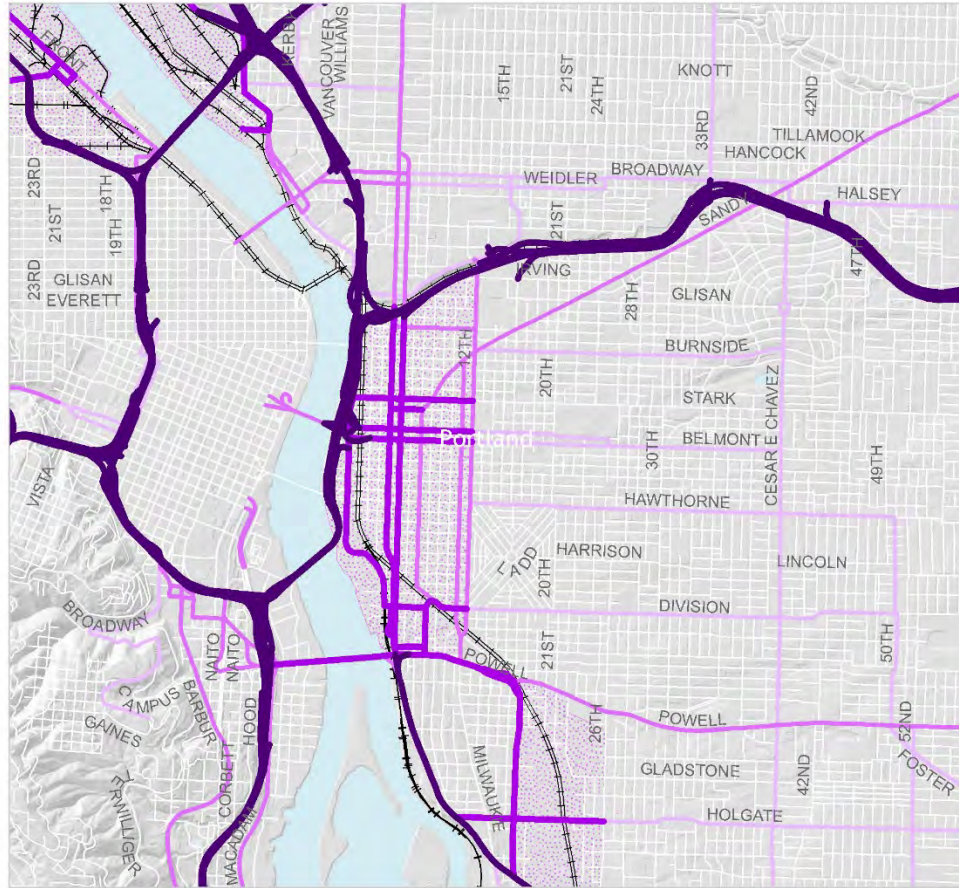 FRONT
KERBY
VANCOUVER
WILLIAMS
15TH
21ST
24TH
KNOTT
33RD
42ND
TILLAMOOK
HANCOCK
BROADWAY
WEIDLER
HALSEY
SANDY
23RD
18TH
21ST
19TH
21ST
47TH
IRVING
23RD
GLISAN
EVERETT
28TH
GLISAN
12TH
BURNSIDE
20TH
STARK
CESAR E CHAVEZ
Portland
30TH
BELMONT
49TH
VISTA
HAWTHORNE
LADD
HARRISON
20TH
LINCOLN
DIVISION
BROADWAY
NAITO
NAITO
21ST
50TH
POWELL
CAMPUS
BARBUR
HOOD
GAINES
26TH
POWELL
52ND
FOSTER
CORBETT
MILWAUKIE
GLADSTONE
42ND
TERWILLIGER
MACADAM
HOLGATE